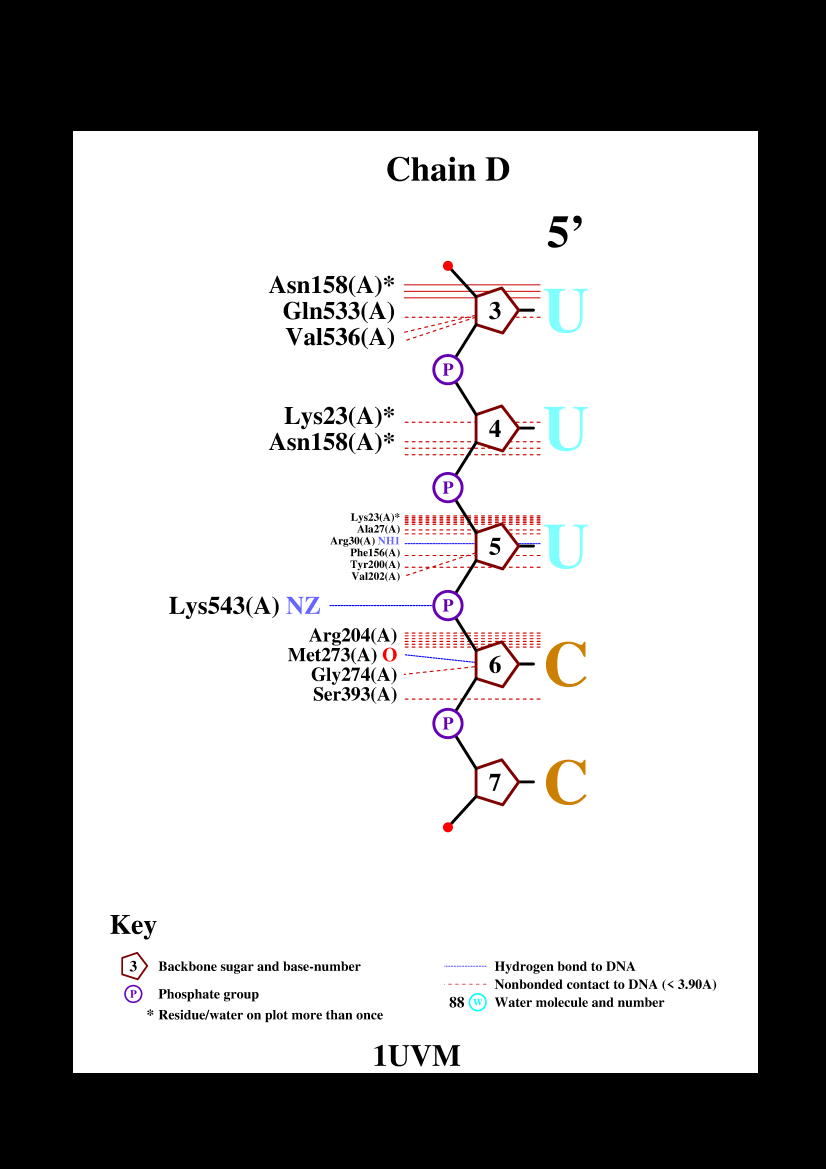 Chain D
5’
Asn158(A)*
Gln533(A)
Val536(A)
3 U
P
Lys23(A)*
Asn158(A)*
4 U
P
Lys23(A)*
Ala27(A)
Arg30(A) NH1
Phe156(A)
Tyr200(A)
Val202(A)
5 U
Lys543(A) NZ P
Arg204(A)
Met273(A) O
Gly274(A)
Ser393(A)
6 C
P
7 C
Key
3 Backbone sugar and base-number
P Phosphate group
* Residue/water on plot more than once
Hydrogen bond to DNA
Nonbonded contact to DNA (< 3.90A)
88 W Water molecule and number
1UVM